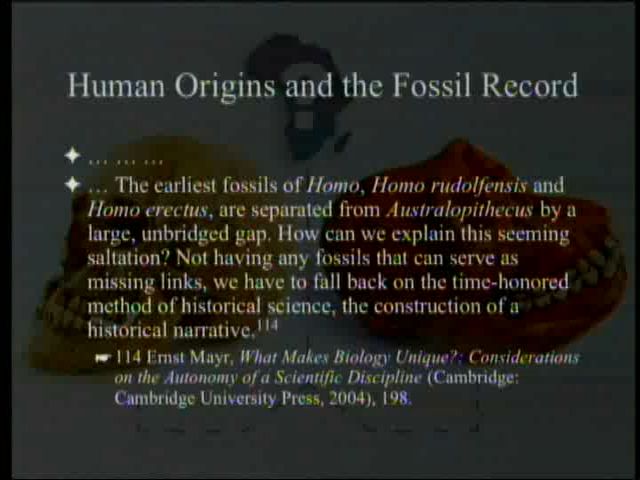 Human Origins and the Fossil Record
... ... ...
... The earliest fossils of Homo, Homo rudolfensis and
Homo erectus, are separated from Australopithecus by a
large, unbridged gap. How can we explain this seeming
saltation? Not having any fossils that can serve as
missing links, we have to fall back on the time-honored
method of historical science, the construction of a
historical narrative.114
114 Ernst Mayr, What Makes Biology Unique?: Considerations
on the Autonomy of a Scientific Discipline (Cambridge:
Cambridge University Press, 2004), 198.